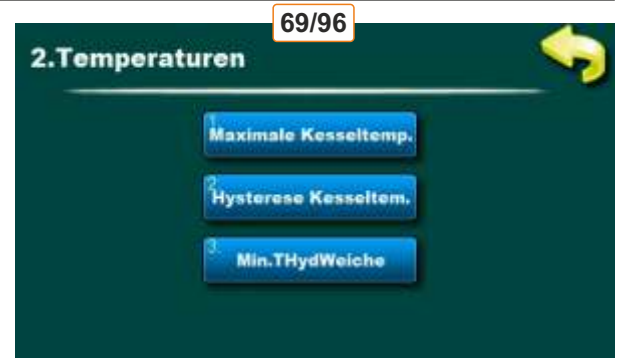 69/96
2.Temperaturen
1.
Maximale Kesseltemp.
2.
Hysterese Kesseltem.
3.
Min.THydWeiche